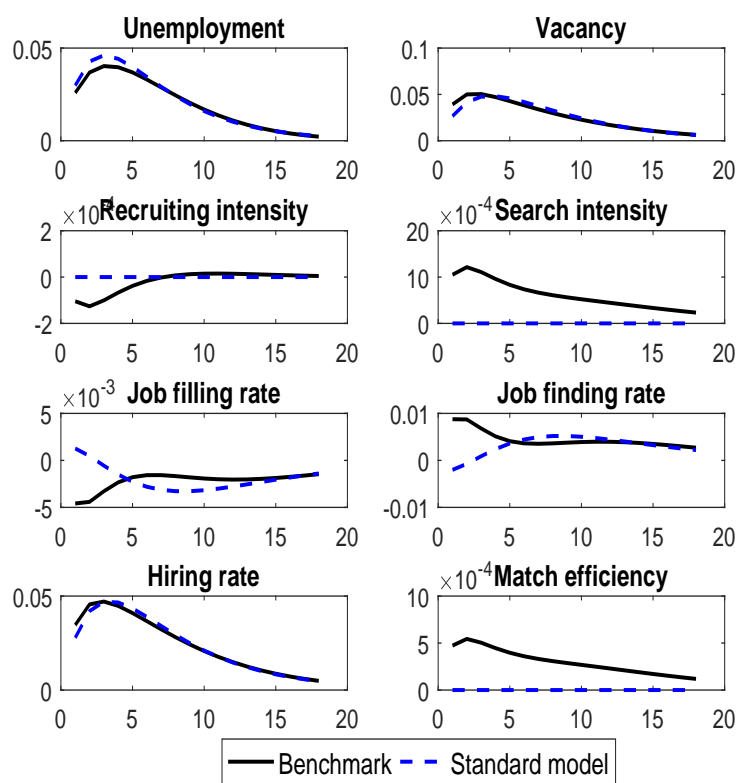 Unemployment
0.05
0
0 5 10 15 20
Vacancy
0.1
0.05
0
0 5 10 15 20
×10^-4
Recruiting intensity
2
0
-2
0 5 10 15 20
×10^-4
Search intensity
20
10
0
0 5 10 15 20
×10^-3
Job filling rate
5
0
-5
0 5 10 15 20
Job finding rate
0.01
0
-0.01
0 5 10 15 20
Hiring rate
0.05
0
0 5 10 15 20
×10^-4
Match efficiency
10
5
0
0 5 10 15 20
Benchmark Standard model